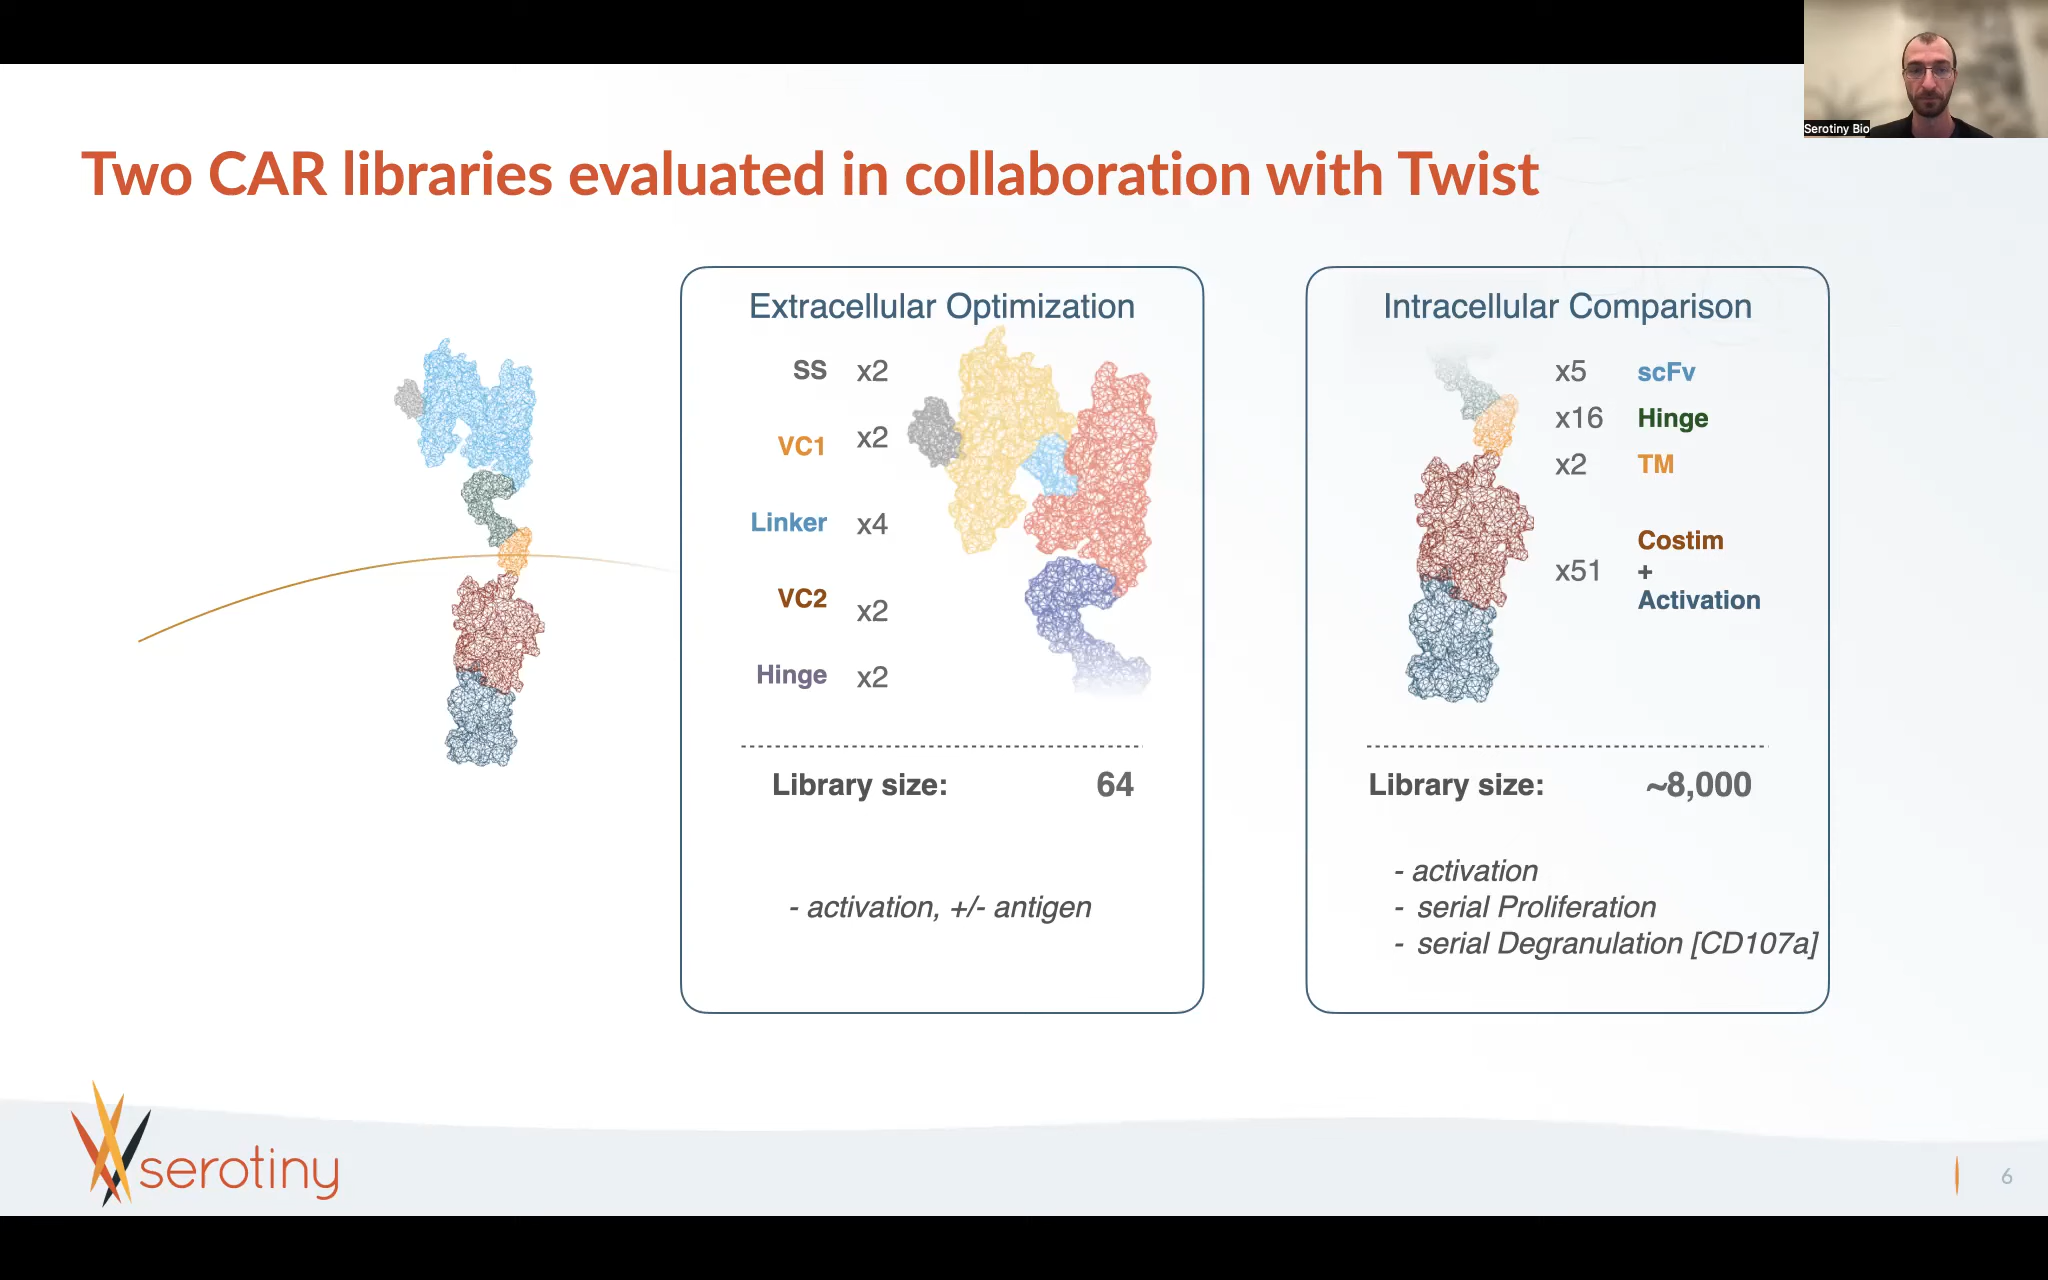 Serotiny Bio
Two CAR libraries evaluated in collaboration with Twist
Extracellular Optimization
SS x2
VC1 x2
Linker x4
VC2 x2
Hinge x2
Library size: 64
- activation, +/- antigen
Intracellular Comparison
x5 scFv
x16 Hinge
x2 TM
x51 Costim
+
Activation
Library size: ~8,000
- activation
- serial Proliferation
- serial Degranulation [CD107a]
serotiny
6